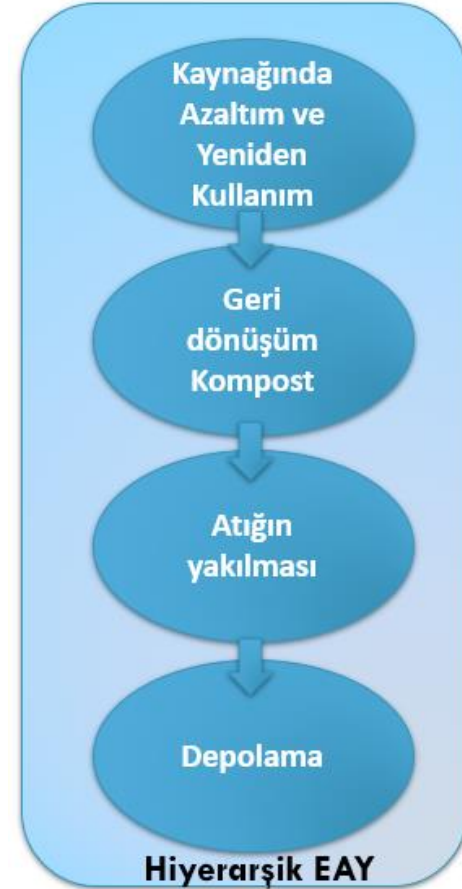 Kaynağında
Azaltım ve
Yeniden
Kullanım
Geri
dönüşüm
Kompost
Atığın
yakılması
Depolama
Hiyerarşik EAY